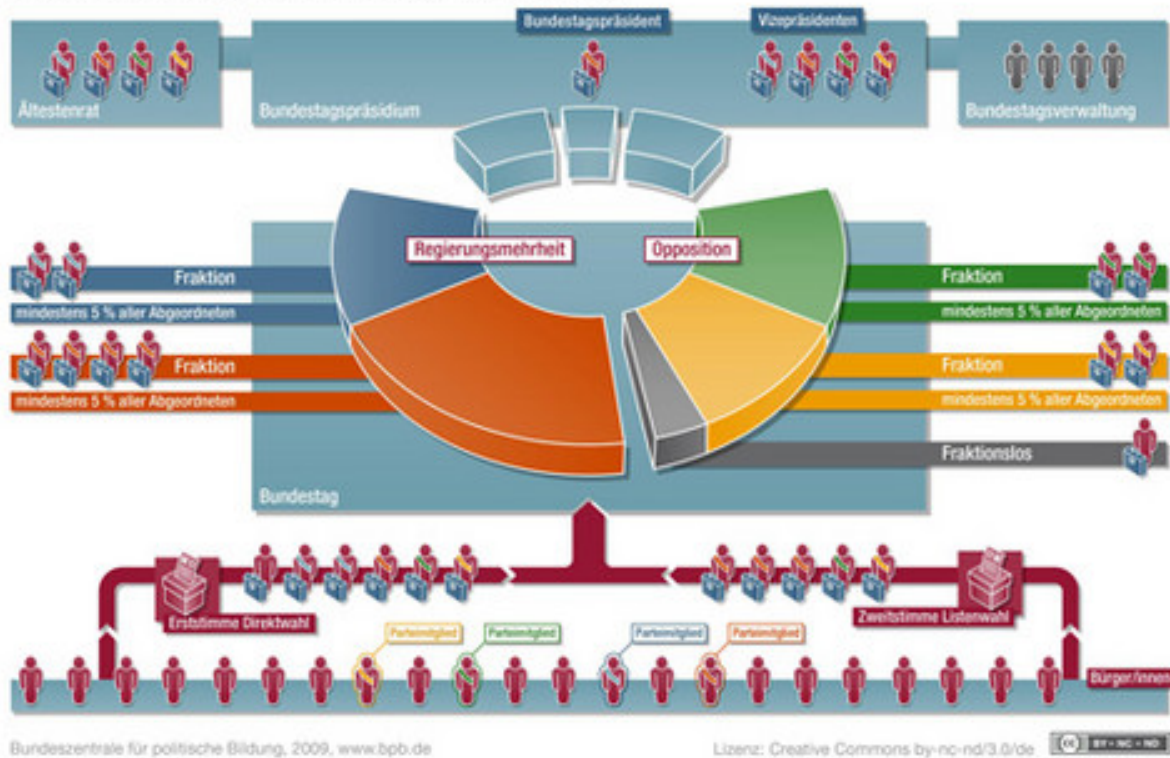 Bundestagspräsident
Vizepräsidenten
Ältestenrat
Bundestagspräsidium
Bundestagsverwaltung
Regierungsmehrheit
Opposition
Fraktion
mindestens 5 % aller Abgeordneten
Fraktion
mindestens 5 % aller Abgeordneten
Fraktion
mindestens 5 % aller Abgeordneten
Fraktion
mindestens 5 % aller Abgeordneten
Fraktionslos
Bundestag
Erststimme Direktwahl
Zweitstimme Listenwahl
Parteimitglied
Parteimitglied
Parteimitglied
Parteimitglied
Bürger/innen
Bundeszentrale für politische Bildung, 2009, www.bpb.de
Lizenz: Creative Commons by-nc-nd/3.0/de
cc BY - NC - ND